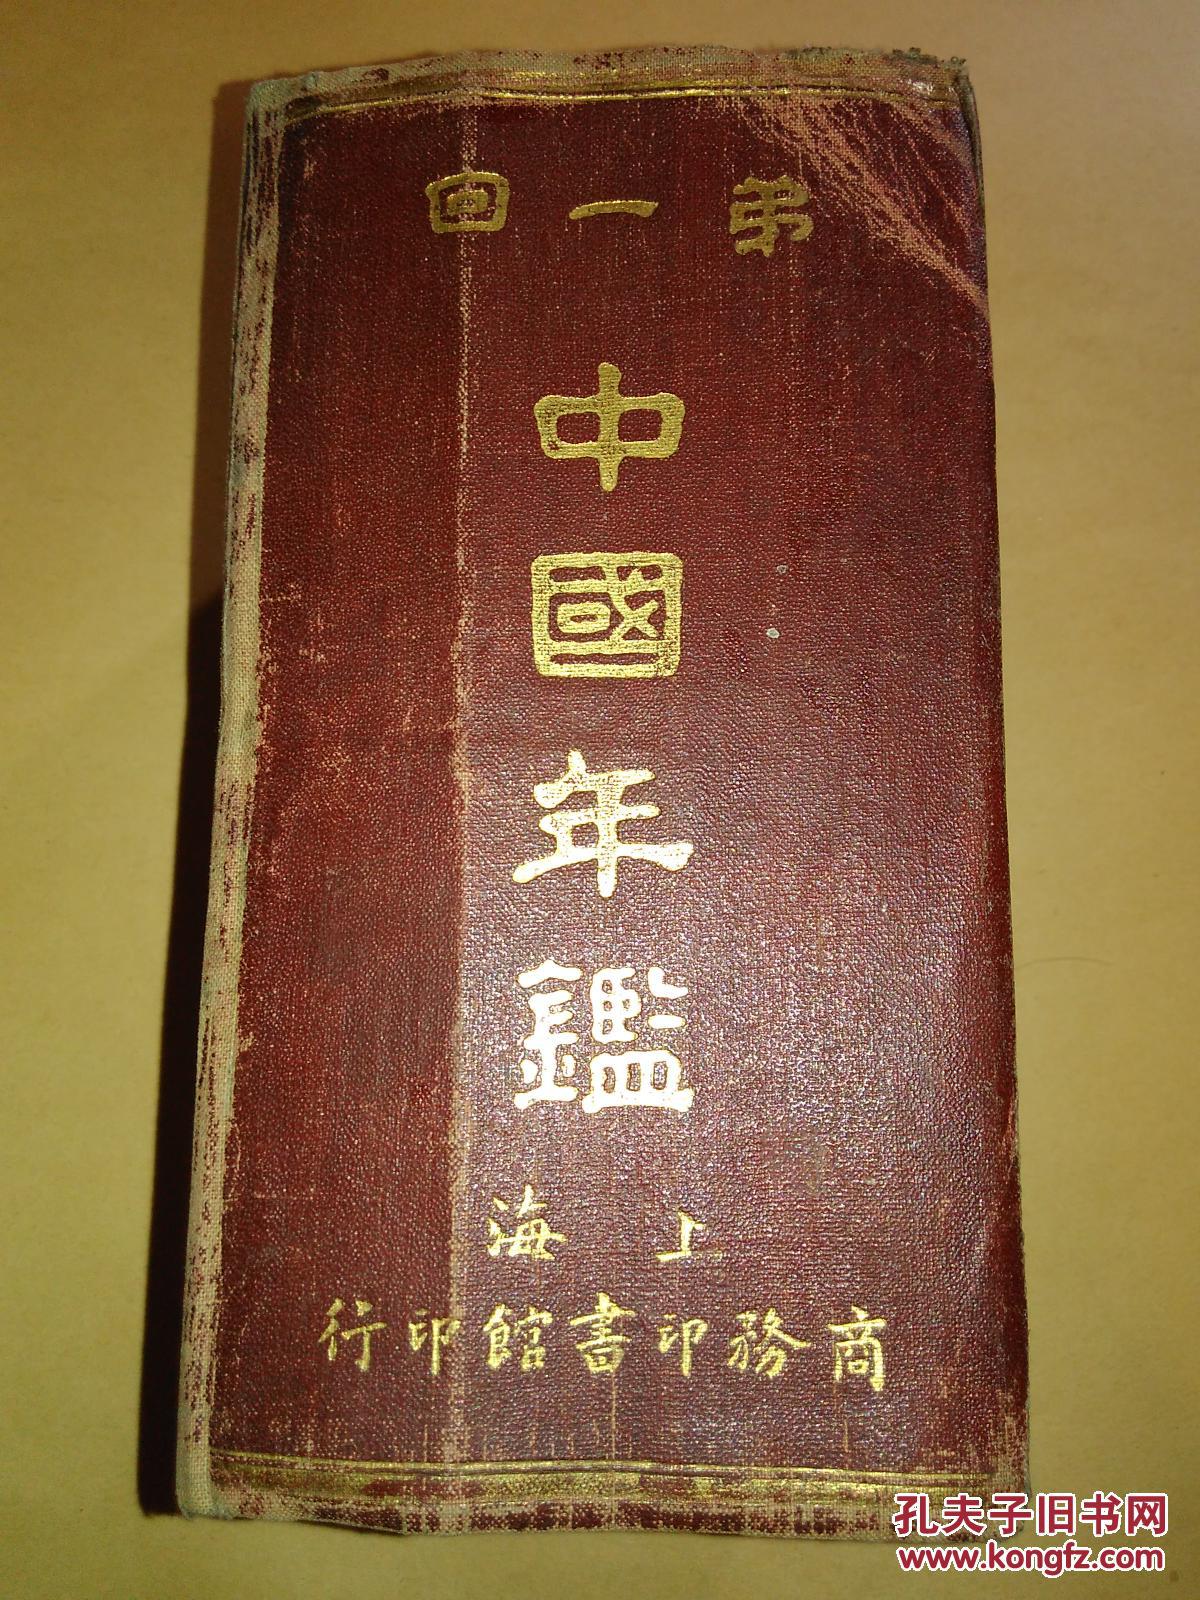 弟一回
中國年鑑
上海
商務印書館印行
孔夫子旧书网
www.kongfz.com